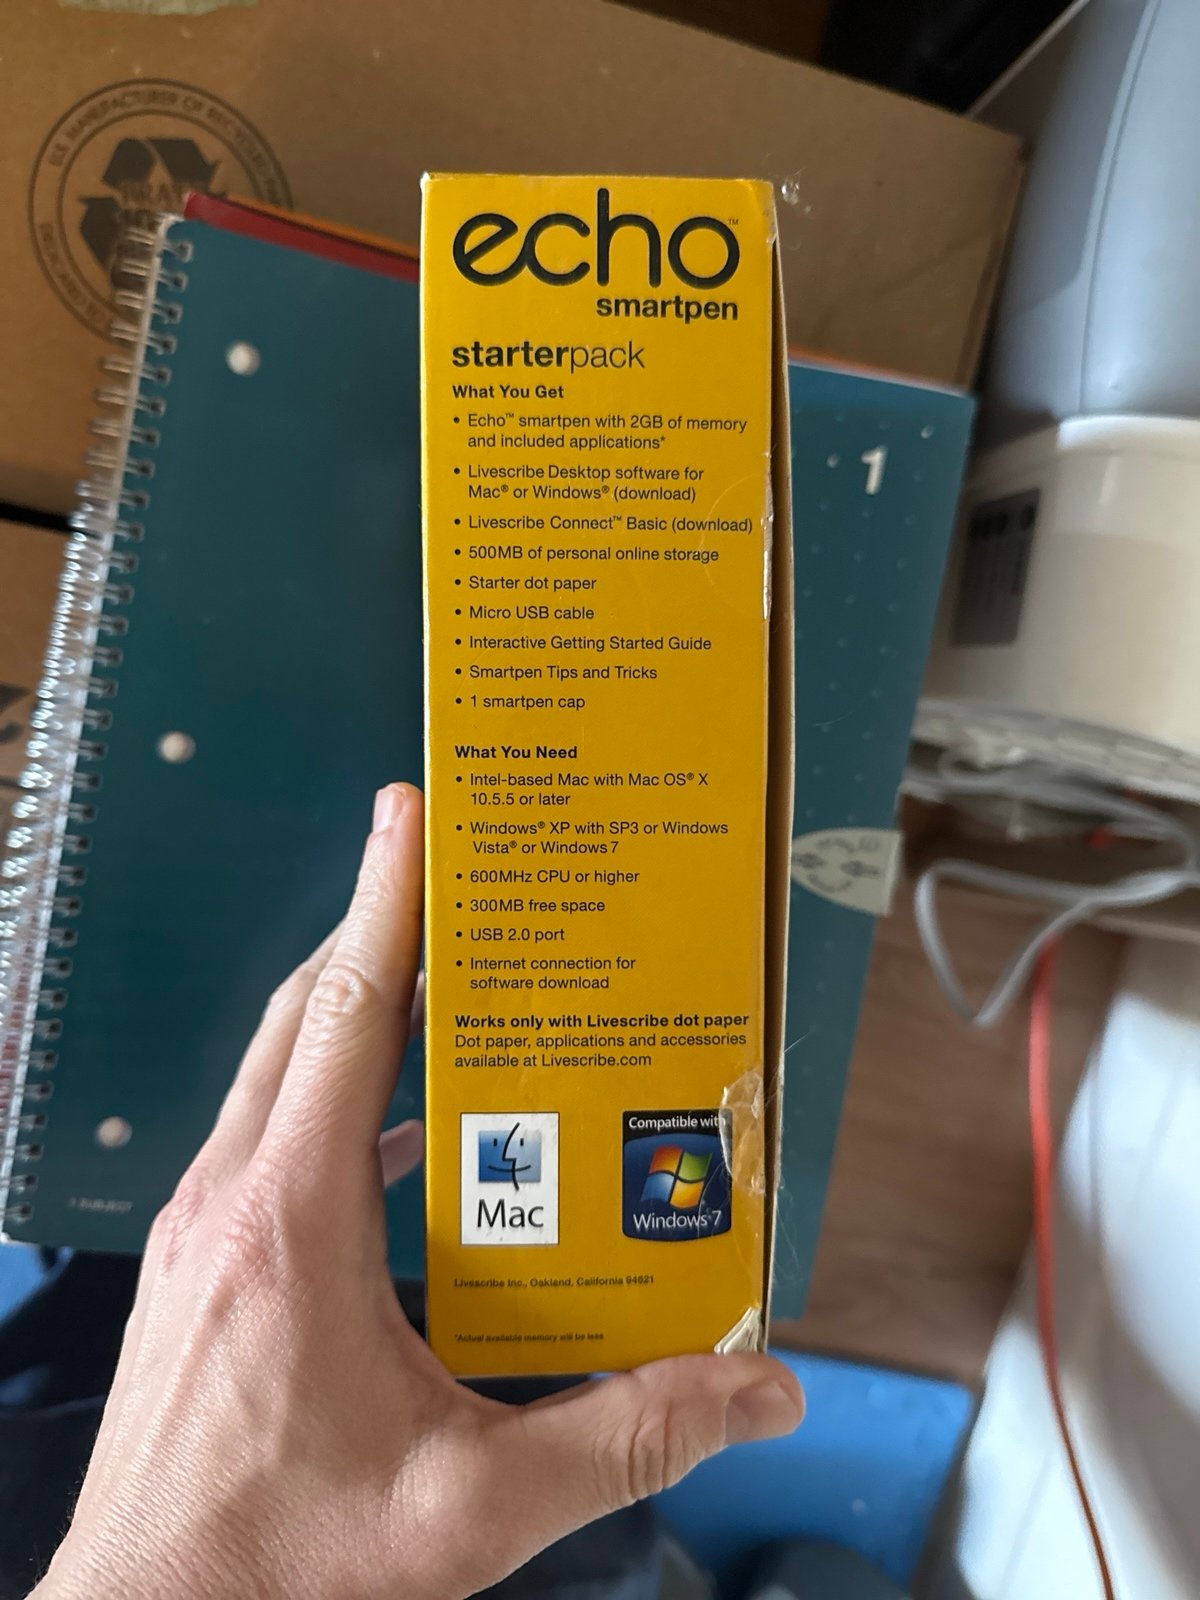 U.S. MANUFACTURER OF RECYCLED
echo™
smartpen
starterpack
What You Get
• Echo™ smartpen with 2GB of memory
and included applications*
• Livescribe Desktop software for
Mac® or Windows® (download)
• Livescribe Connect™ Basic (download)
• 500MB of personal online storage
• Starter dot paper
• Micro USB cable
• Interactive Getting Started Guide
• Smartpen Tips and Tricks
• 1 smartpen cap
What You Need
• Intel-based Mac with Mac OS® X
10.5.5 or later
• Windows® XP with SP3 or Windows
Vista® or Windows 7
• 600MHz CPU or higher
• 300MB free space
• USB 2.0 port
• Internet connection for
software download
Works only with Livescribe dot paper
Dot paper, applications and accessories
available at Livescribe.com
Mac
Compatible with
Windows 7
Livescribe Inc., Oakland, California 94621
*Actual available memory will be less
1
1 SUBJECT